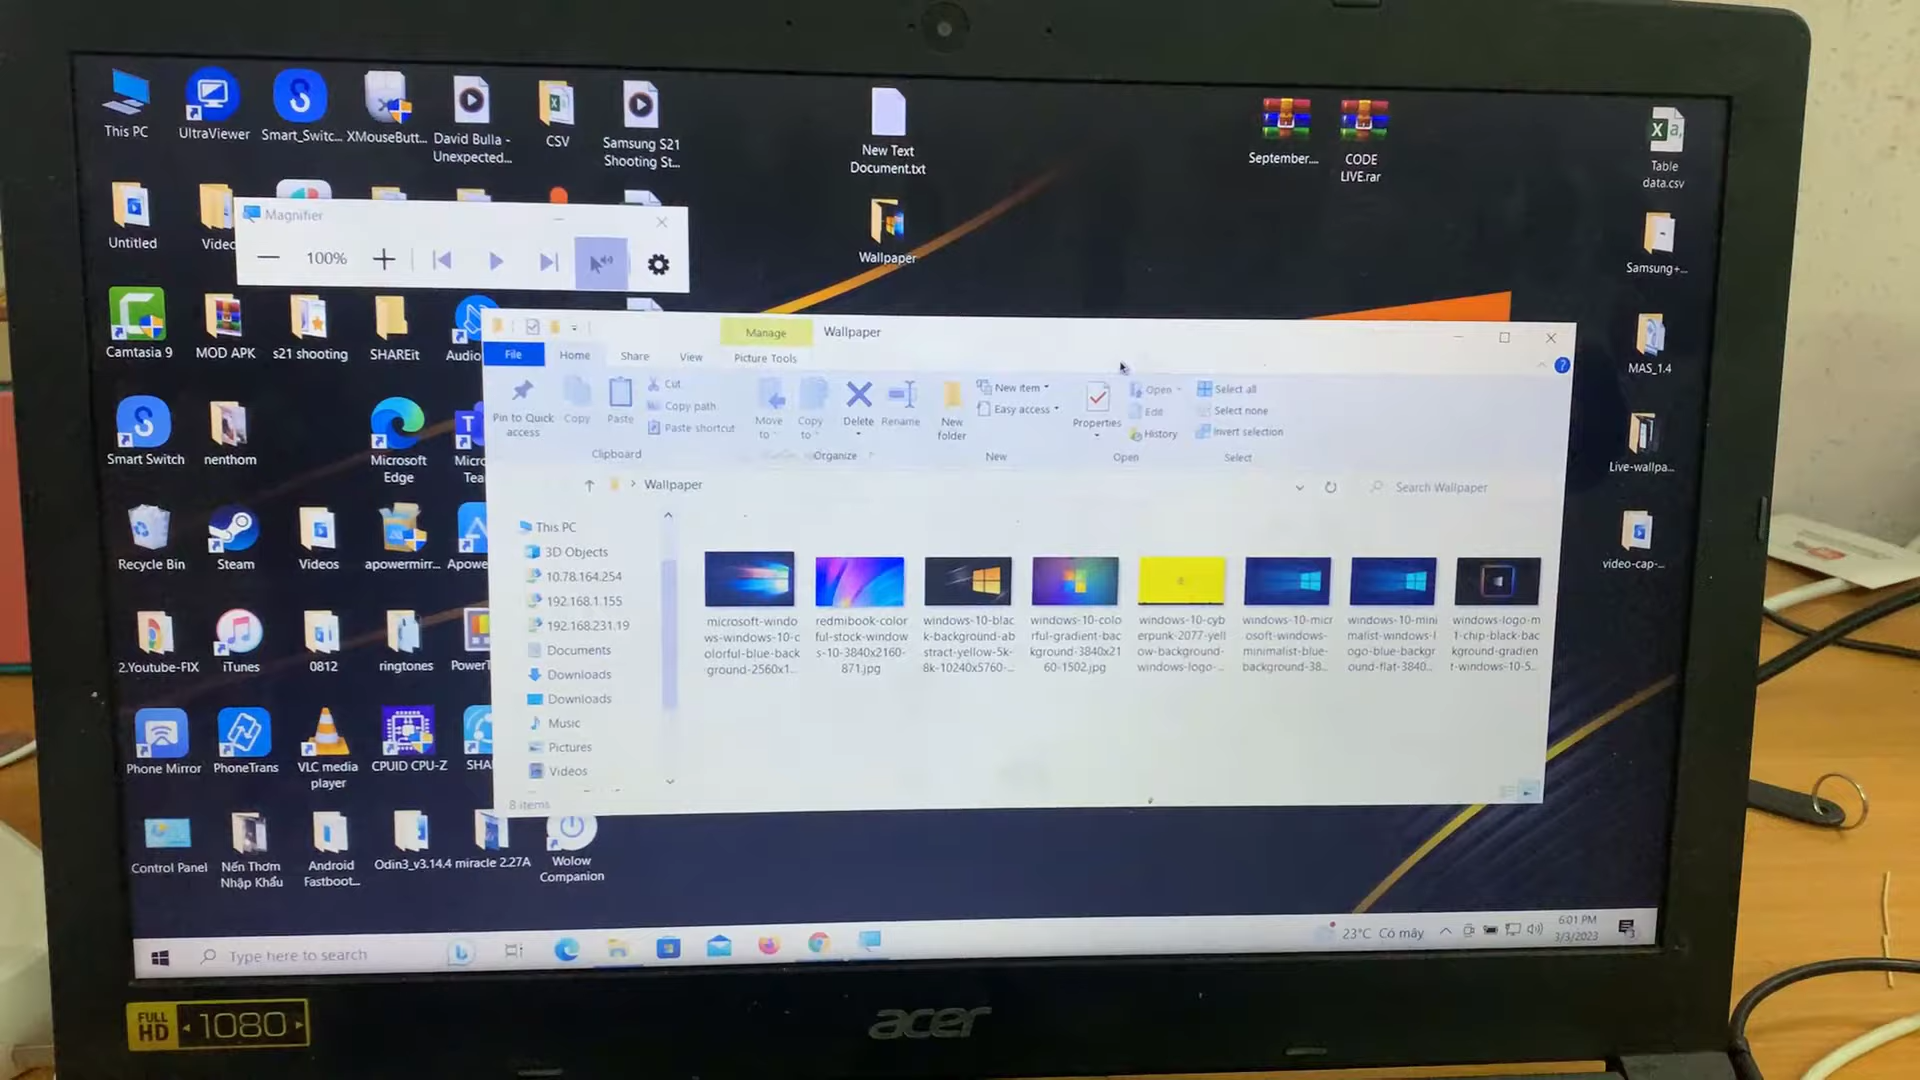 This PC
UltraViewer
Smart_Switc...
XMouseButt...
David Bulla -
Unexpected...
CSV
Samsung S21
Shooting St...
New Text
Document.txt
September...
CODE
LIVE.rar
Table
data.csv
Untitled
Videc
Wallpaper
Samsung+...
Magnifier
100%
Camtasia 9
MOD APK
s21 shooting
SHAREit
Audio
MAS_1.4
Manage
Wallpaper
File
Home
Share
View
Picture Tools
Pin to Quick
access
Copy
Paste
Cut
Copy path
Paste shortcut
Clipboard
Move
to
Copy
to
Delete
Rename
Organize
New
folder
New item
Easy access
New
Properties
Open
Edit
History
Open
Select all
Select none
Invert selection
Select
Wallpaper
Search Wallpaper
This PC
3D Objects
10.78.164.254
192.168.1.155
192.168.231.19
Documents
Downloads
Downloads
Music
Pictures
Videos
8 items
microsoft-windo
ws-windows-10-c
olorful-blue-back
ground-2560x1...
redmibook-color
ful-stock-window
s-10-3840x2160-
871.jpg
windows-10-blac
k-background-ab
stract-yellow-5k-
8k-10240x5760-...
windows-10-colo
rful-gradient-bac
kground-3840x21
60-1502.jpg
windows-10-cyb
erpunk-2077-yell
ow-background-
windows-logo-...
windows-10-micr
osoft-windows-
minimalist-blue-
background-38...
windows-10-mini
malist-windows-l
ogo-blue-backgr
ound-flat-3840...
windows-logo-m
1-chip-black-bac
kground-gradien
t-windows-10-5...
Smart Switch
nenthom
Microsoft
Edge
Micr
Tea
Live-wallpa...
Recycle Bin
Steam
Videos
apowermirr...
Apowe
video-cap-...
2.Youtube-FIX
iTunes
0812
ringtones
PowerT
Phone Mirror
PhoneTrans
VLC media
player
CPUID CPU-Z
SHA
Control Panel
Nến Thơm
Nhập Khẩu
Android
Fastboot...
Odin3_v3.14.4
miracle 2.27A
Wolow
Companion
Type here to search
23°C Có mây
6:01 PM
3/3/2023
FULL
HD
1080
acer